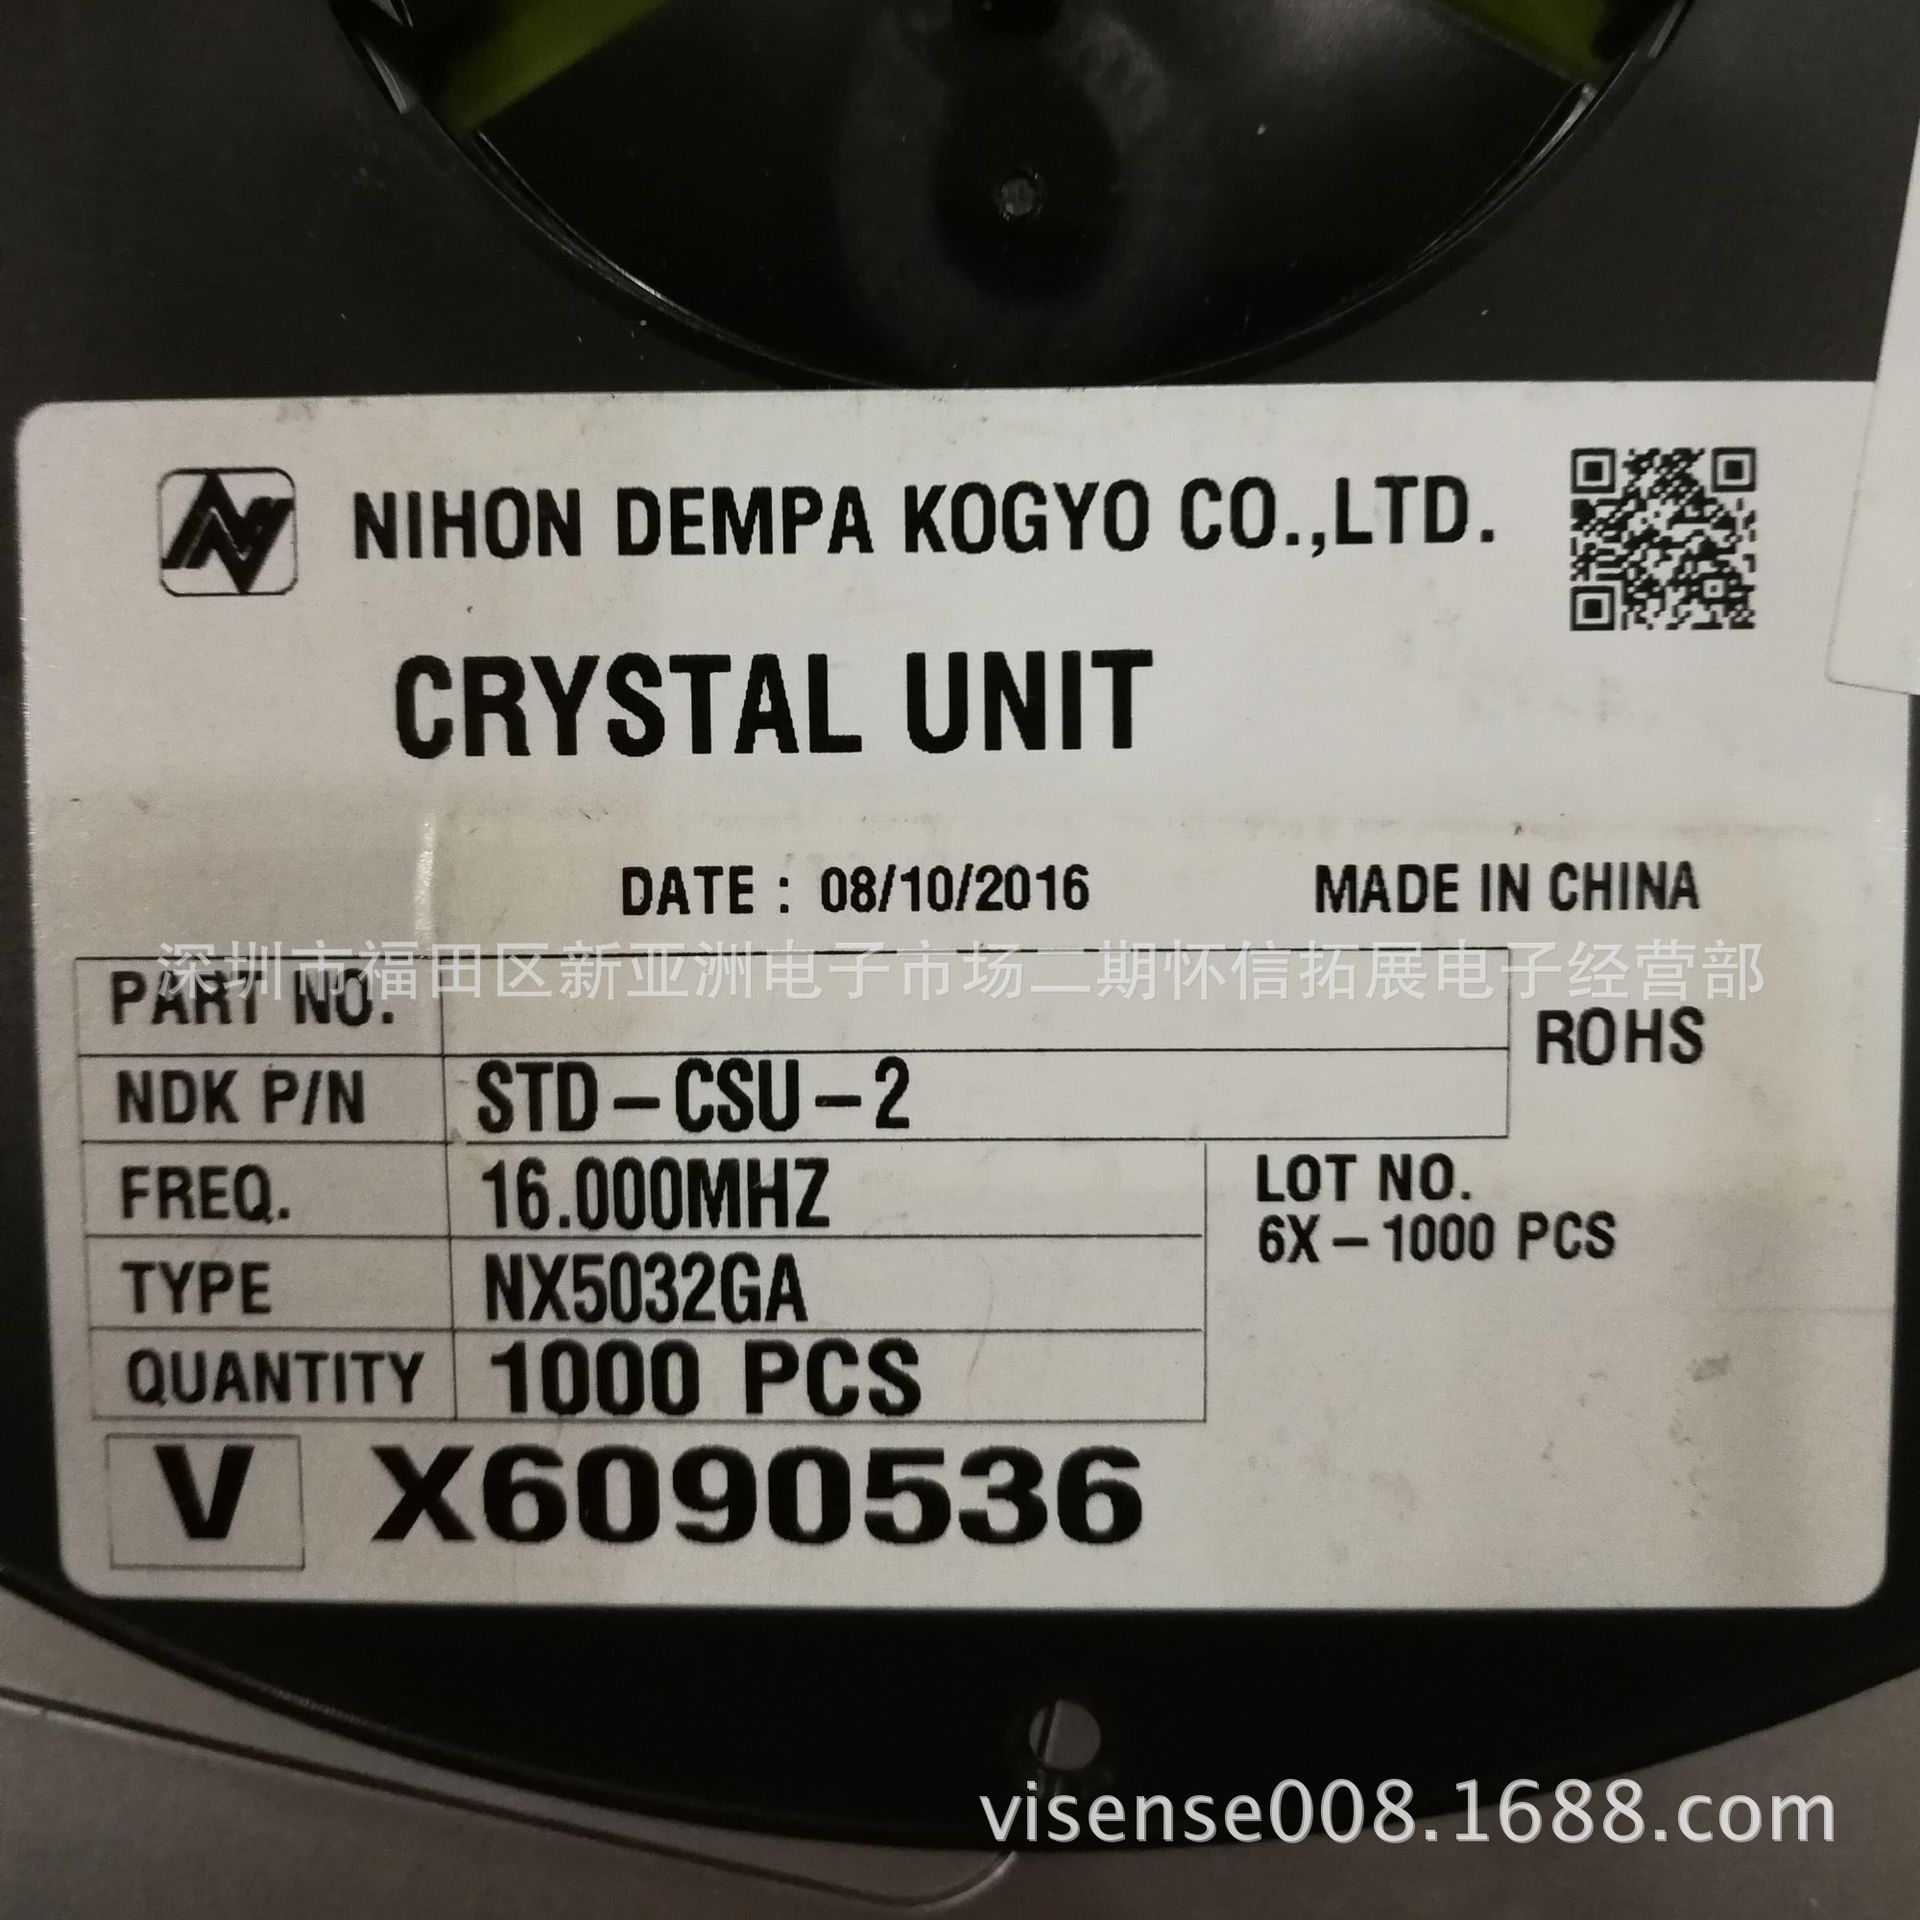 NIHON DEMPA KOGYO CO.,LTD.
CRYSTAL UNIT
DATE : 08/10/2016 MADE IN CHINA
深圳市福田区新亚洲电子市场二期怀信拓展电子经营部
PART NO.
ROHS
NDK P/N STD-CSU-2
FREQ. 16.000MHZ
LOT NO.
6X-1000 PCS
TYPE NX5032GA
QUANTITY 1000 PCS
V X6090536
visense008.1688.com